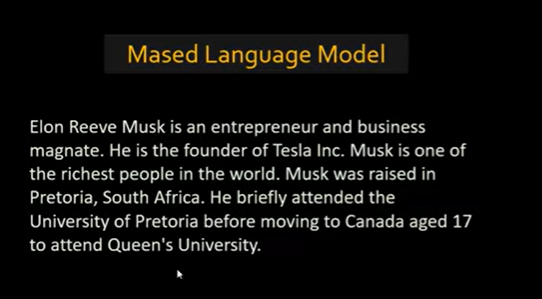 Mased Language Model
Elon Reeve Musk is an entrepreneur and business
magnate. He is the founder of Tesla Inc. Musk is one of
the richest people in the world. Musk was raised in
Pretoria, South Africa. He briefly attended the
University of Pretoria before moving to Canada aged 17
to attend Queen's University.